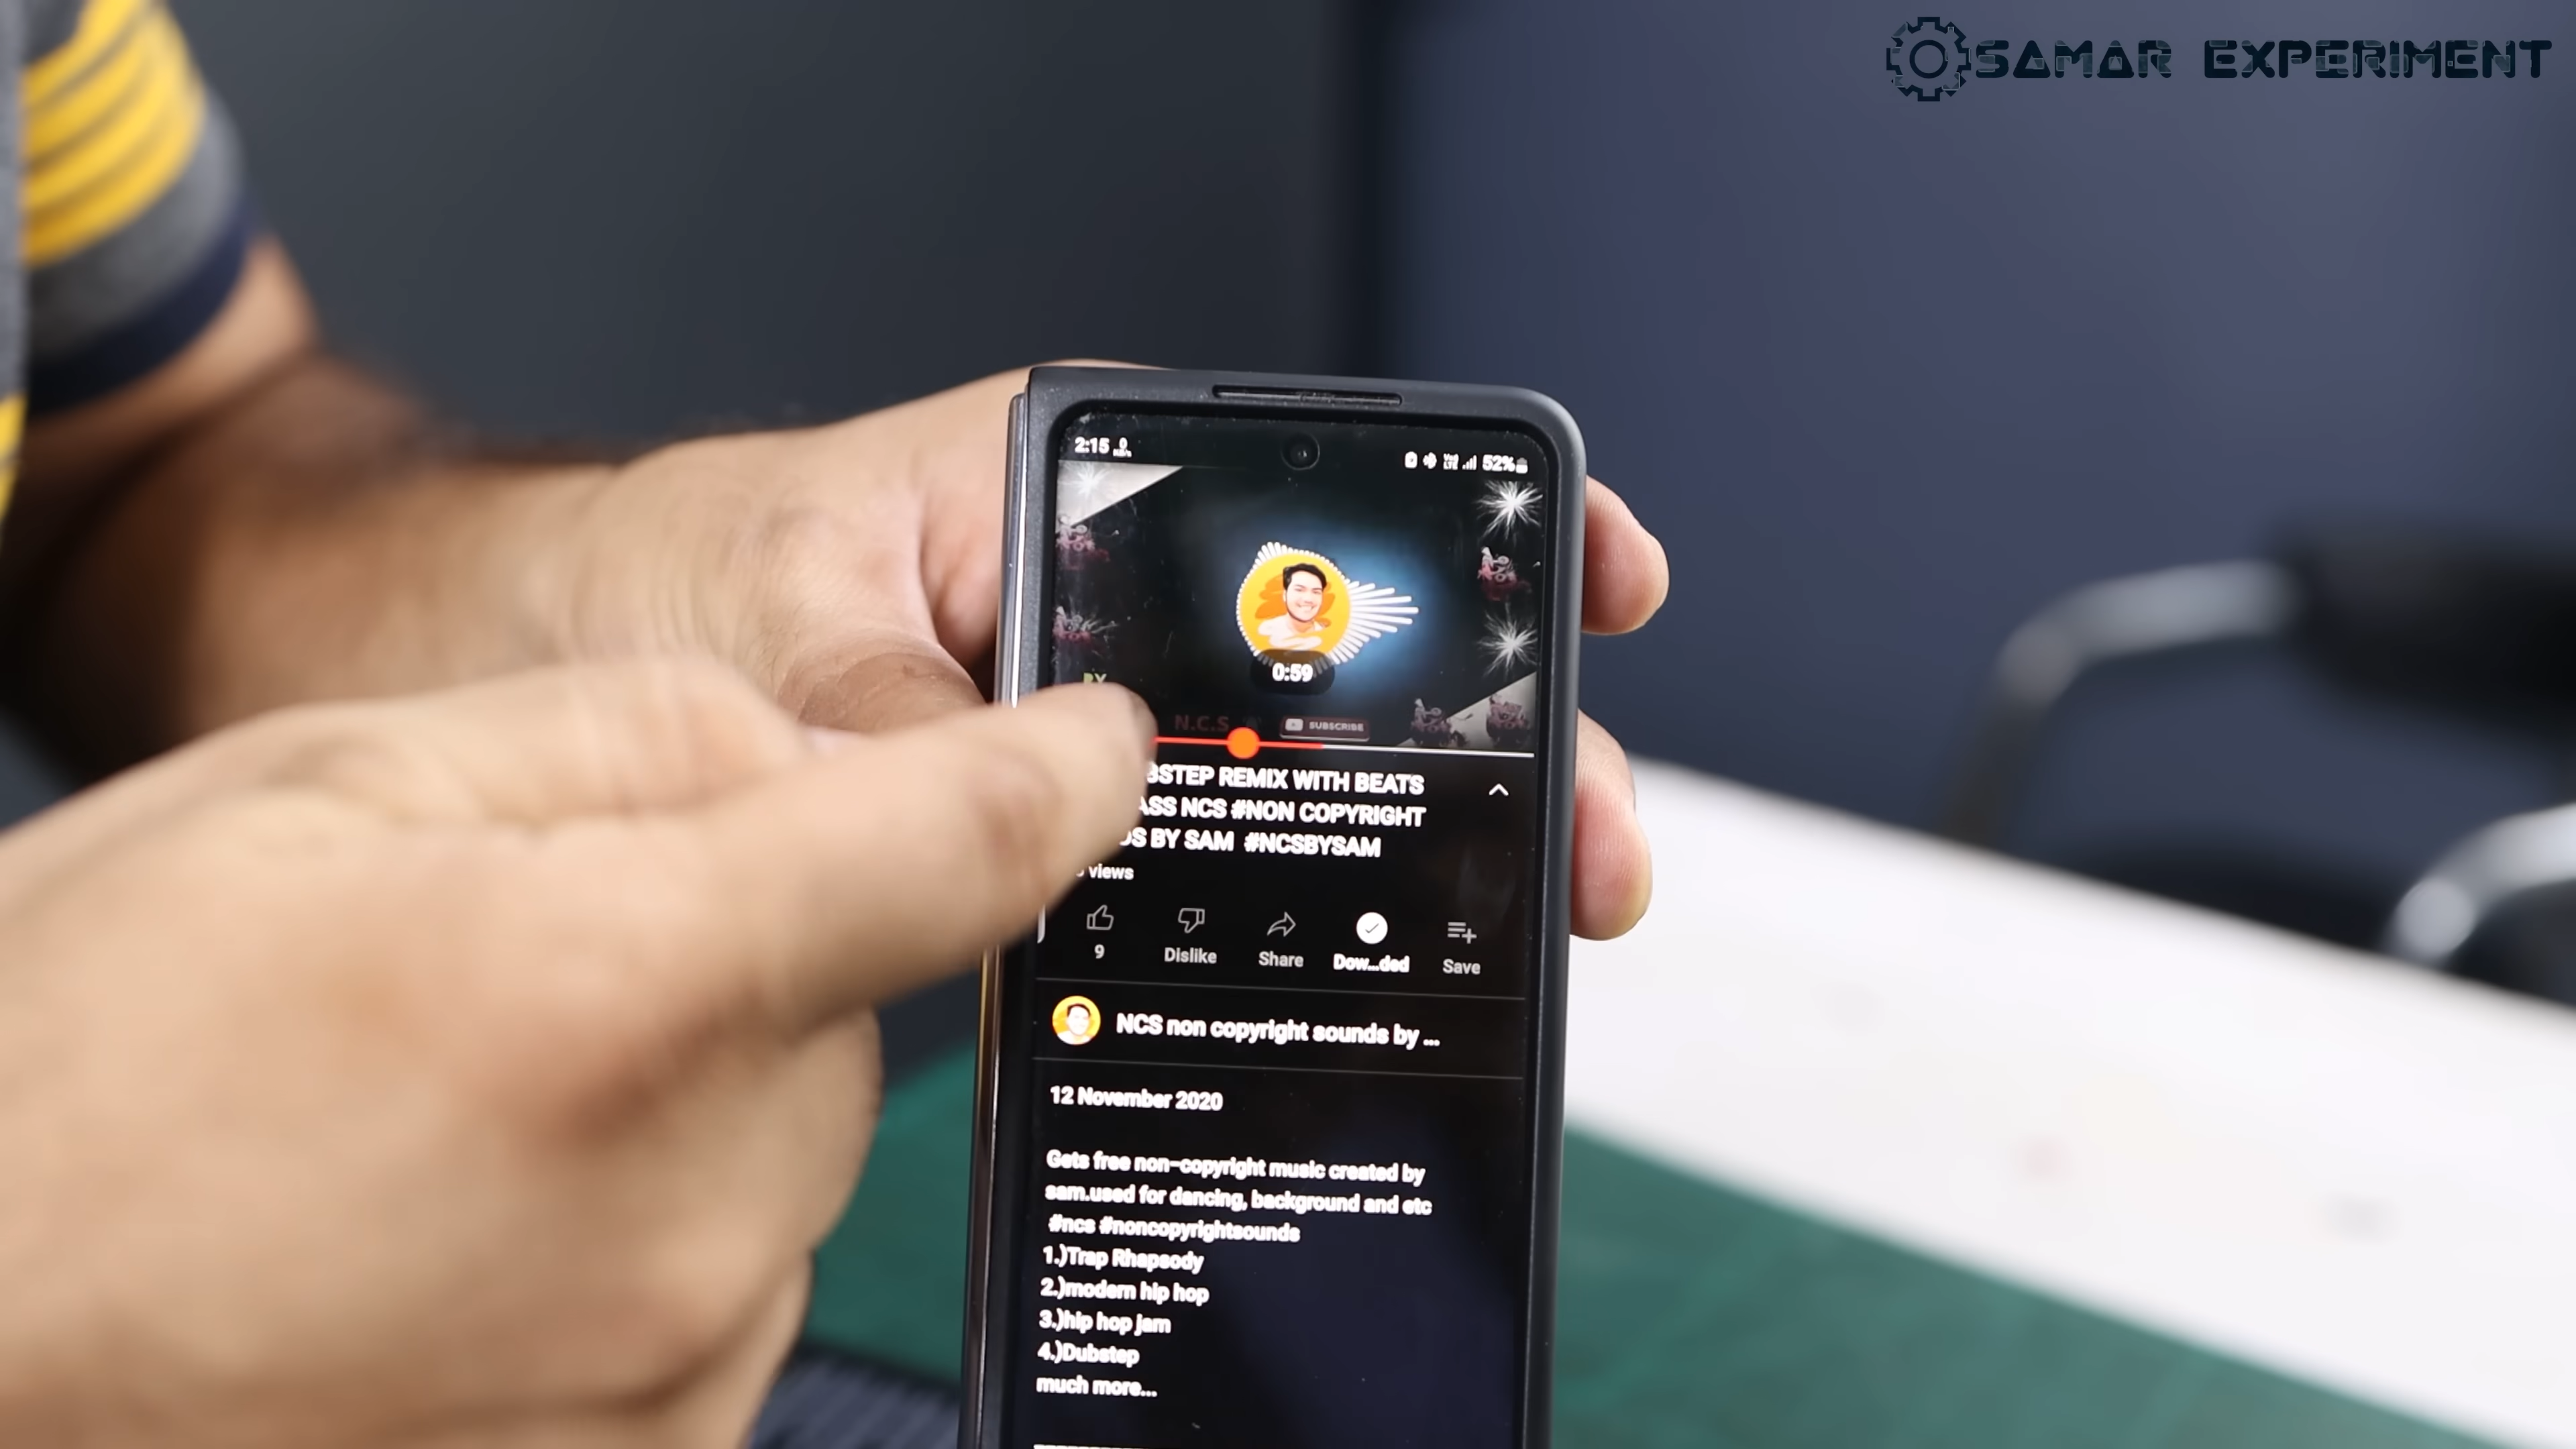 SAMAR EXPERIMENT
2:15
52%
BY
0:59
N.C.S
SUBSCRIBE
BSTEP REMIX WITH BEATS
ASS NCS #NON COPYRIGHT
DS BY SAM #NCSBYSAM
views
9
Dislike
Share
Dow...ded
Save
NCS non copyright sounds by ...
12 November 2020
Gets free non-copyright music created by
sam.used for dancing, background and etc
#ncs #noncopyrightsounds
1.)Trap Rhapsody
2.)modern hip hop
3.)hip hop jam
4.)Dubstep
much more...